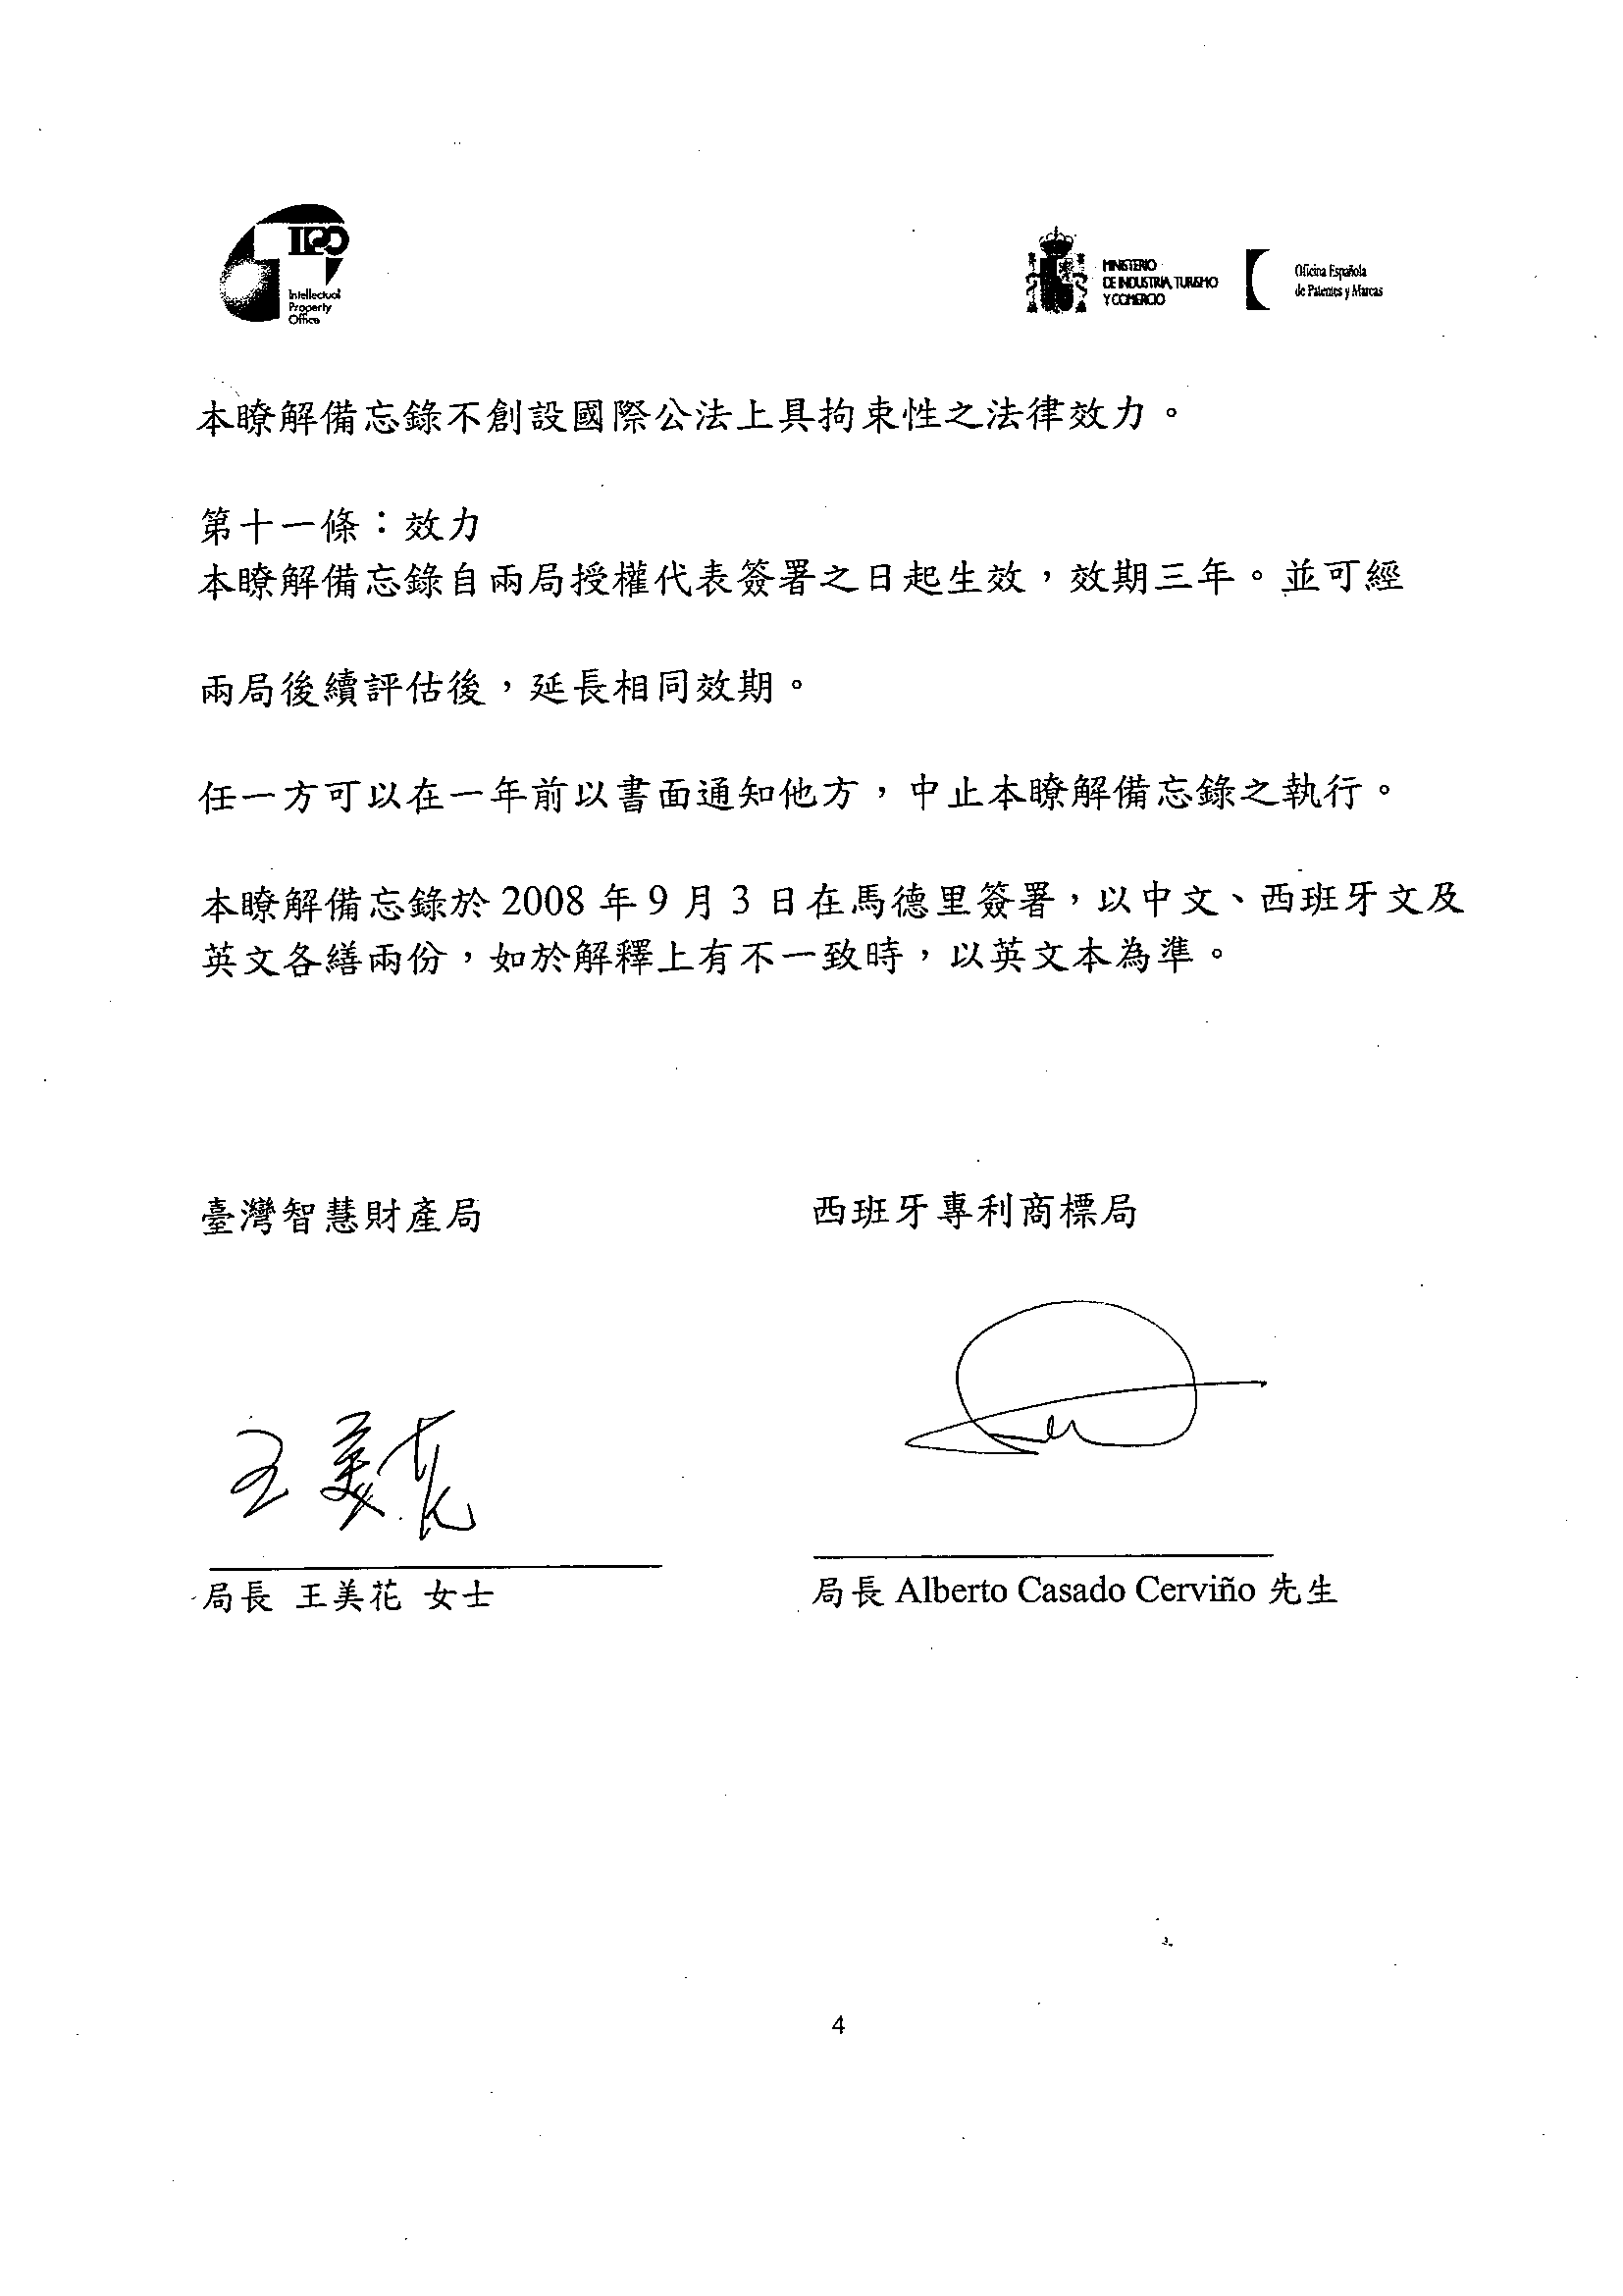 IPO
Intellectual
Property
Office
MINISTERIO
DE INDUSTRIA, TURISMO
Y COMERCIO
Oficina Española
de Patentes y Marcas
本瞭解備忘錄不創設國際公法上具拘束性之法律效力。
第十一條：效力
本瞭解備忘錄自兩局授權代表簽署之日起生效，效期三年。並可經
兩局後續評估後，延長相同效期。
任一方可以在一年前以書面通知他方，中止本瞭解備忘錄之執行。
本瞭解備忘錄於 2008 年 9 月 3 日在馬德里簽署，以中文、西班牙文及
英文各繕兩份，如於解釋上有不一致時，以英文本為準。
臺灣智慧財產局 西班牙專利商標局
王美花
局長 王美花 女士 局長 Alberto Casado Cerviño 先生
4